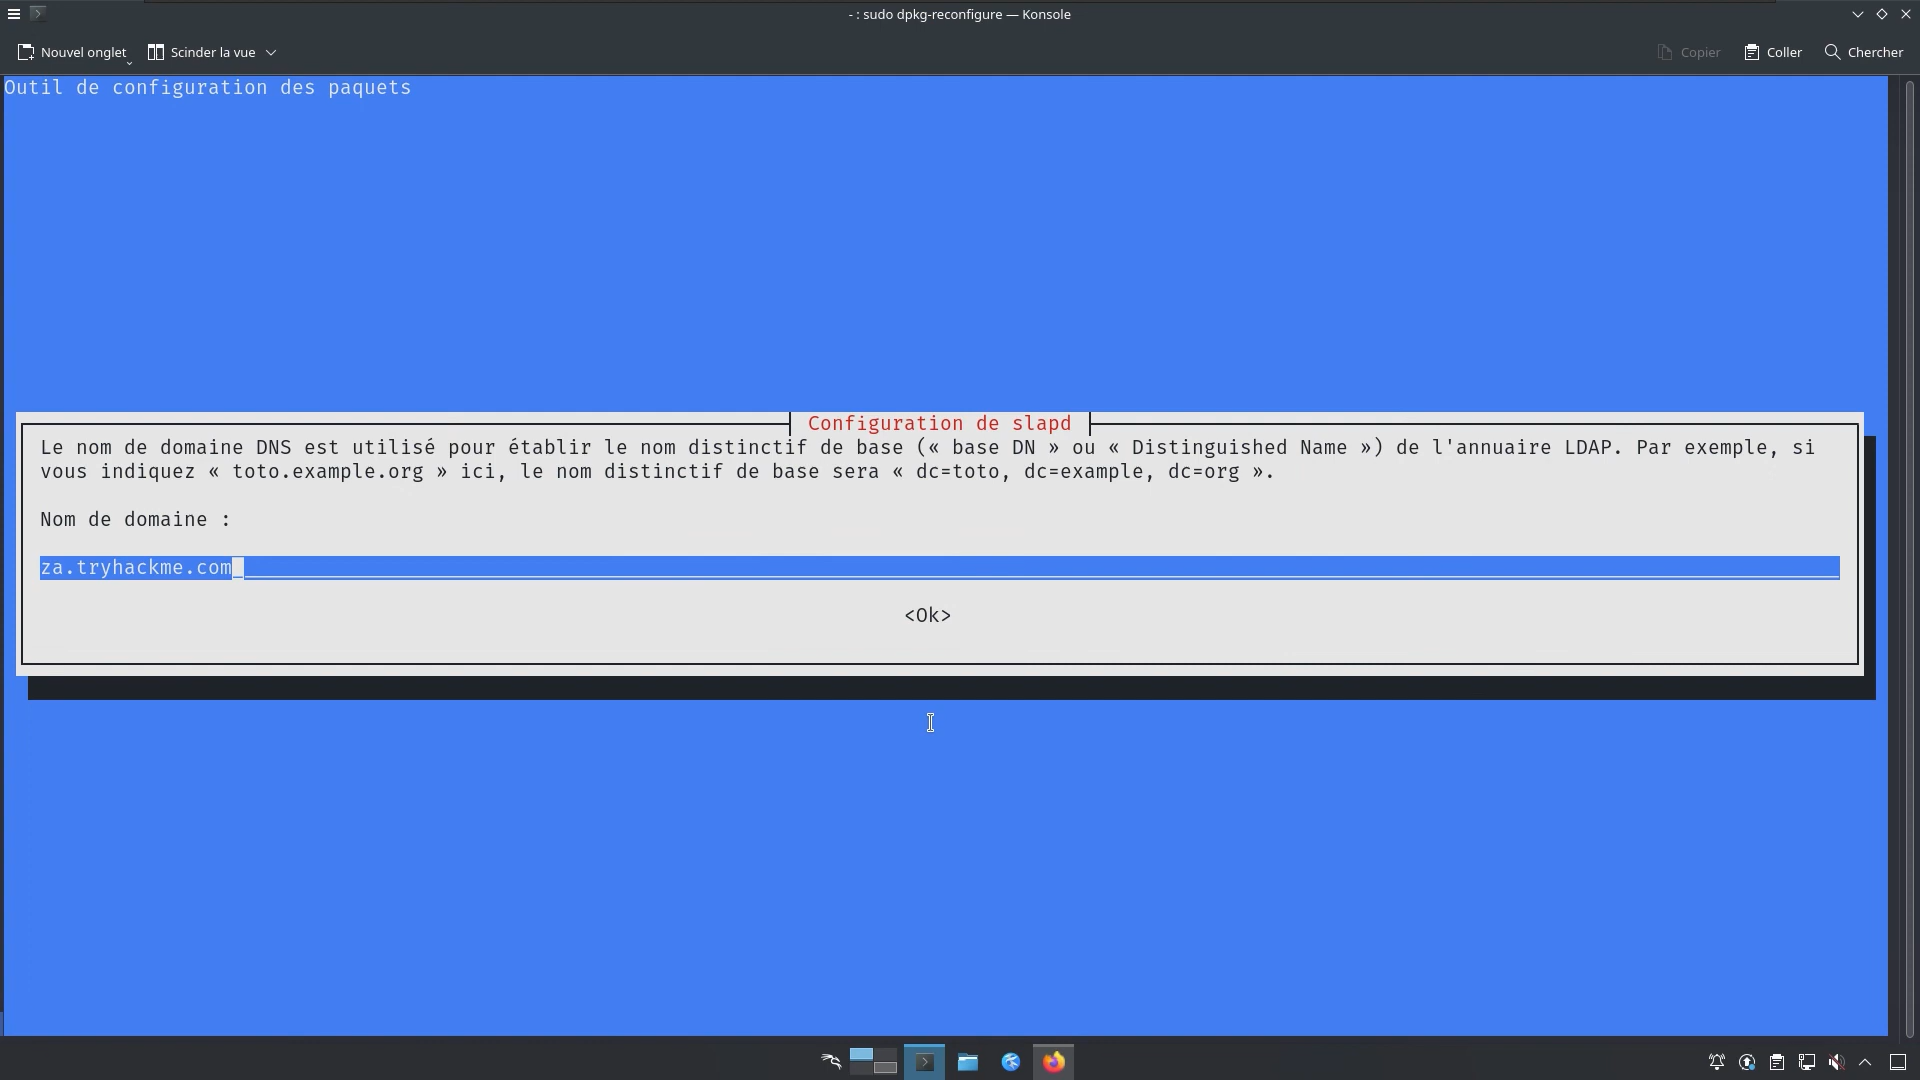 - : sudo dpkg-reconfigure — Konsole
Nouvel onglet Scinder la vue Copier Coller Chercher
Outil de configuration des paquets
Configuration de slapd
Le nom de domaine DNS est utilisé pour établir le nom distinctif de base (« base DN » ou « Distinguished Name ») de l'annuaire LDAP. Par exemple, si
vous indiquez « toto.example.org » ici, le nom distinctif de base sera « dc=toto, dc=example, dc=org ».
Nom de domaine :
za.tryhackme.com
<Ok>